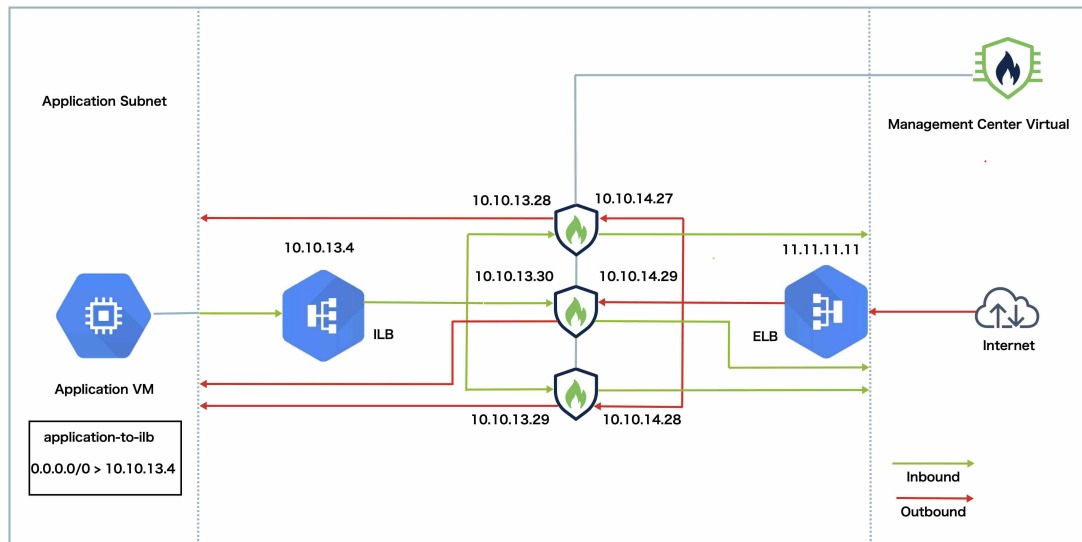 Application Subnet
Management Center Virtual
10.10.13.28
10.10.14.27
10.10.13.4
11.11.11.11
10.10.13.30
10.10.14.29
ILB
ELB
Internet
Application VM
10.10.13.29
10.10.14.28
application-to-ilb
0.0.0.0/0 > 10.10.13.4
Inbound
Outbound